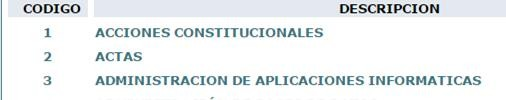 CODIGO DESCRIPCION
1 ACCIONES CONSTITUCIONALES
2 ACTAS
3 ADMINISTRACION DE APLICACIONES INFORMATICAS